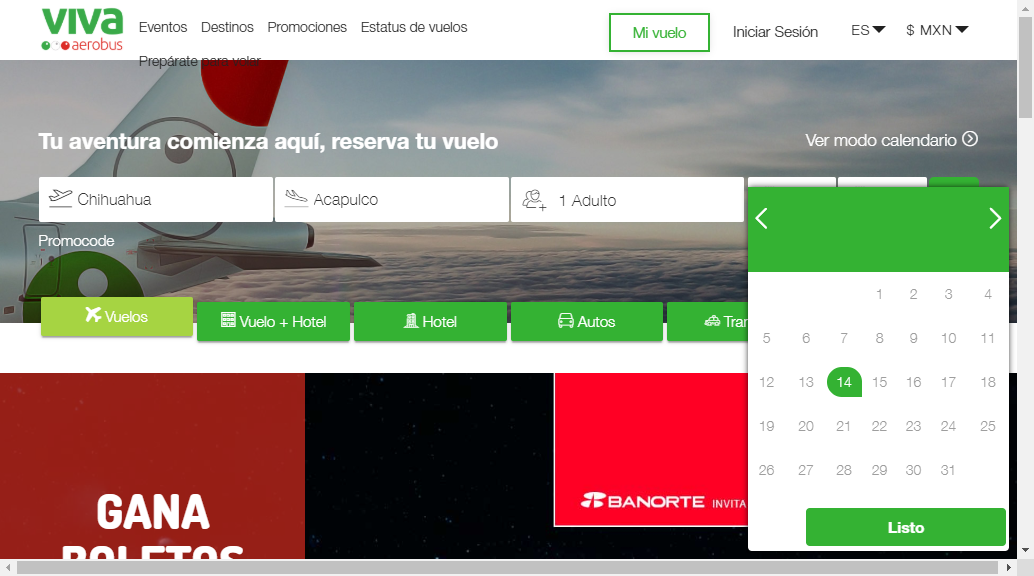 viva
aerobus
Eventos Destinos Promociones Estatus de vuelos
Prepárate para volar
Mi vuelo
Iniciar Sesión
ES
$ MXN
Tu aventura comienza aquí, reserva tu vuelo
Ver modo calendario
Chihuahua
Acapulco
1 Adulto
Promocode
Vuelos
Vuelo + Hotel
Hotel
Autos
1 2 3 4
5 6 7 8 9 10 11
12 13 14 15 16 17 18
19 20 21 22 23 24 25
26 27 28 29 30 31
Listo
GANA
BOLETOS
BANORTE INVITA